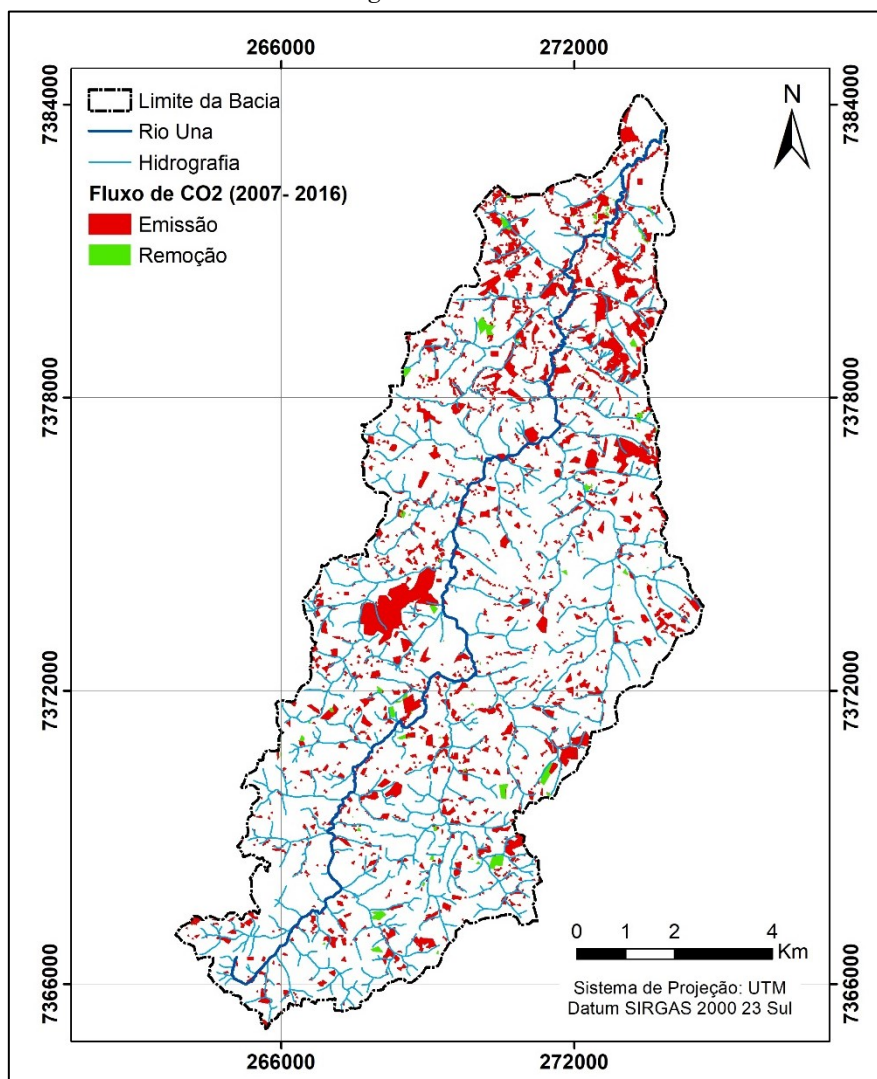 266000 272000
7384000 7384000
N
Limite da Bacia
Rio Una
Hidrografia
Fluxo de CO2 (2007- 2016)
Emissão
Remoção
7378000 7378000
7372000 7372000
0 1 2 4
Km
7366000 7366000
Sistema de Projeção: UTM
Datum SIRGAS 2000 23 Sul
266000 272000